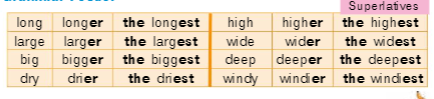 Superlatives
long longer the longest high higher the highest
large larger the largest wide wider the widest
big bigger the biggest deep deeper the deepest
dry drier the driest windy windier the windiest